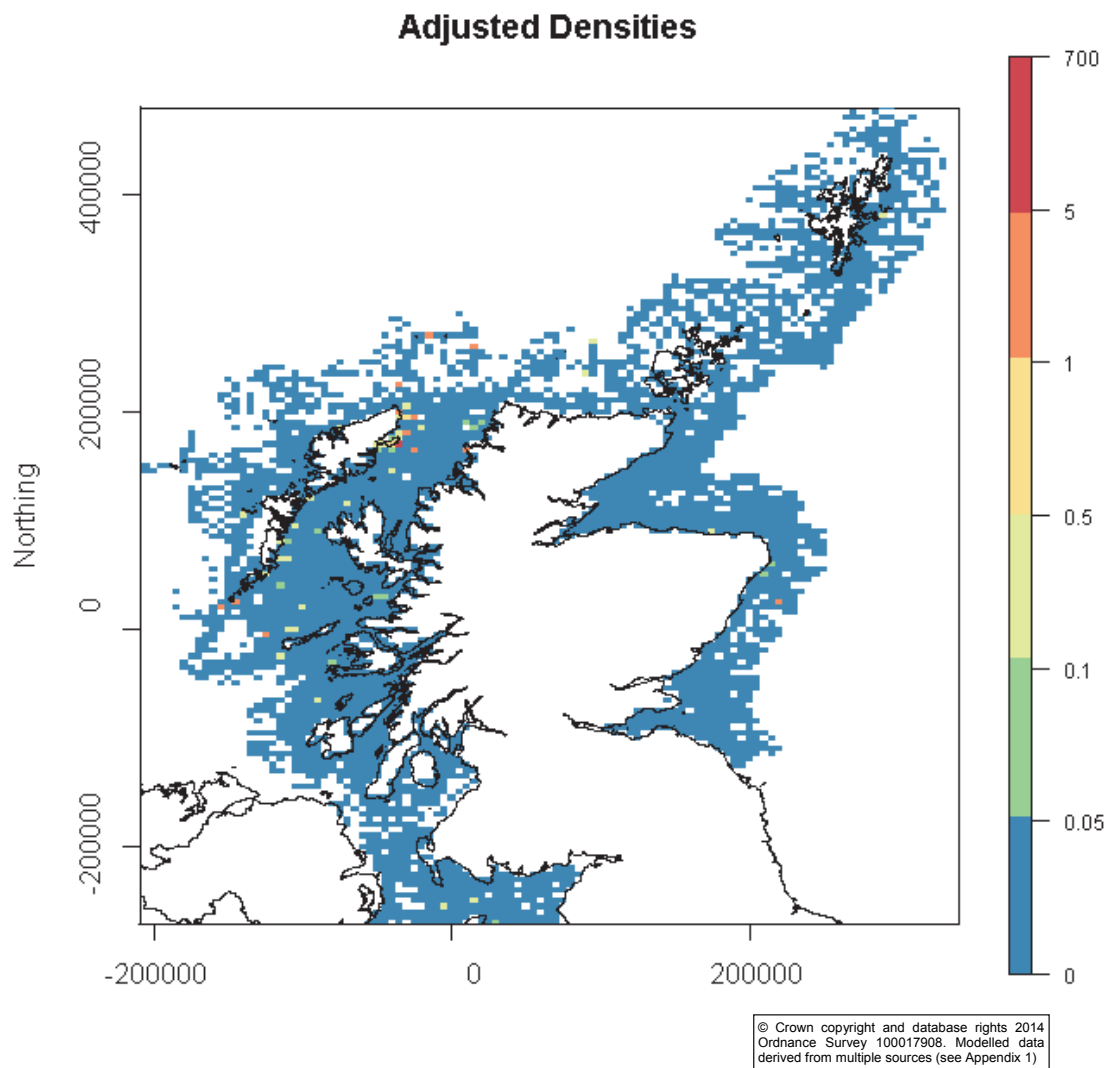 Adjusted Densities
700
5
1
0.5
0.1
0.05
0
Northing
400000
200000
0
-200000
-200000
0
200000
© Crown copyright and database rights 2014
Ordnance Survey 100017908. Modelled data
derived from multiple sources (see Appendix 1)